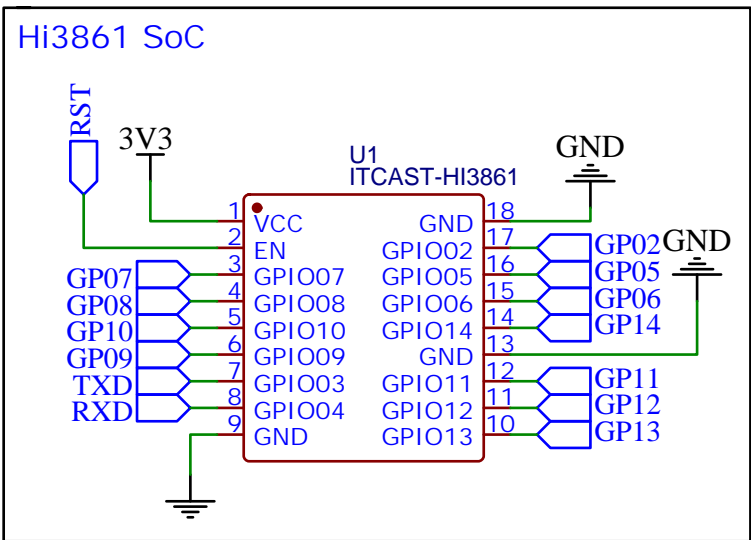 Hi3861 SoC
RST
3V3
U1
ITCAST-HI3861
GND
1 VCC
2 EN
GP07 3 GPIO07
GP08 4 GPIO08
GP10 5 GPIO10
GP09 6 GPIO09
TXD 7 GPIO03
RXD 8 GPIO04
9 GND
GND 18
GPIO02 17 GP02
GND
GPIO05 16 GP05
GPIO06 15 GP06
GPIO14 14 GP14
GND 13
GPIO11 12 GP11
GPIO12 11 GP12
GPIO13 10 GP13